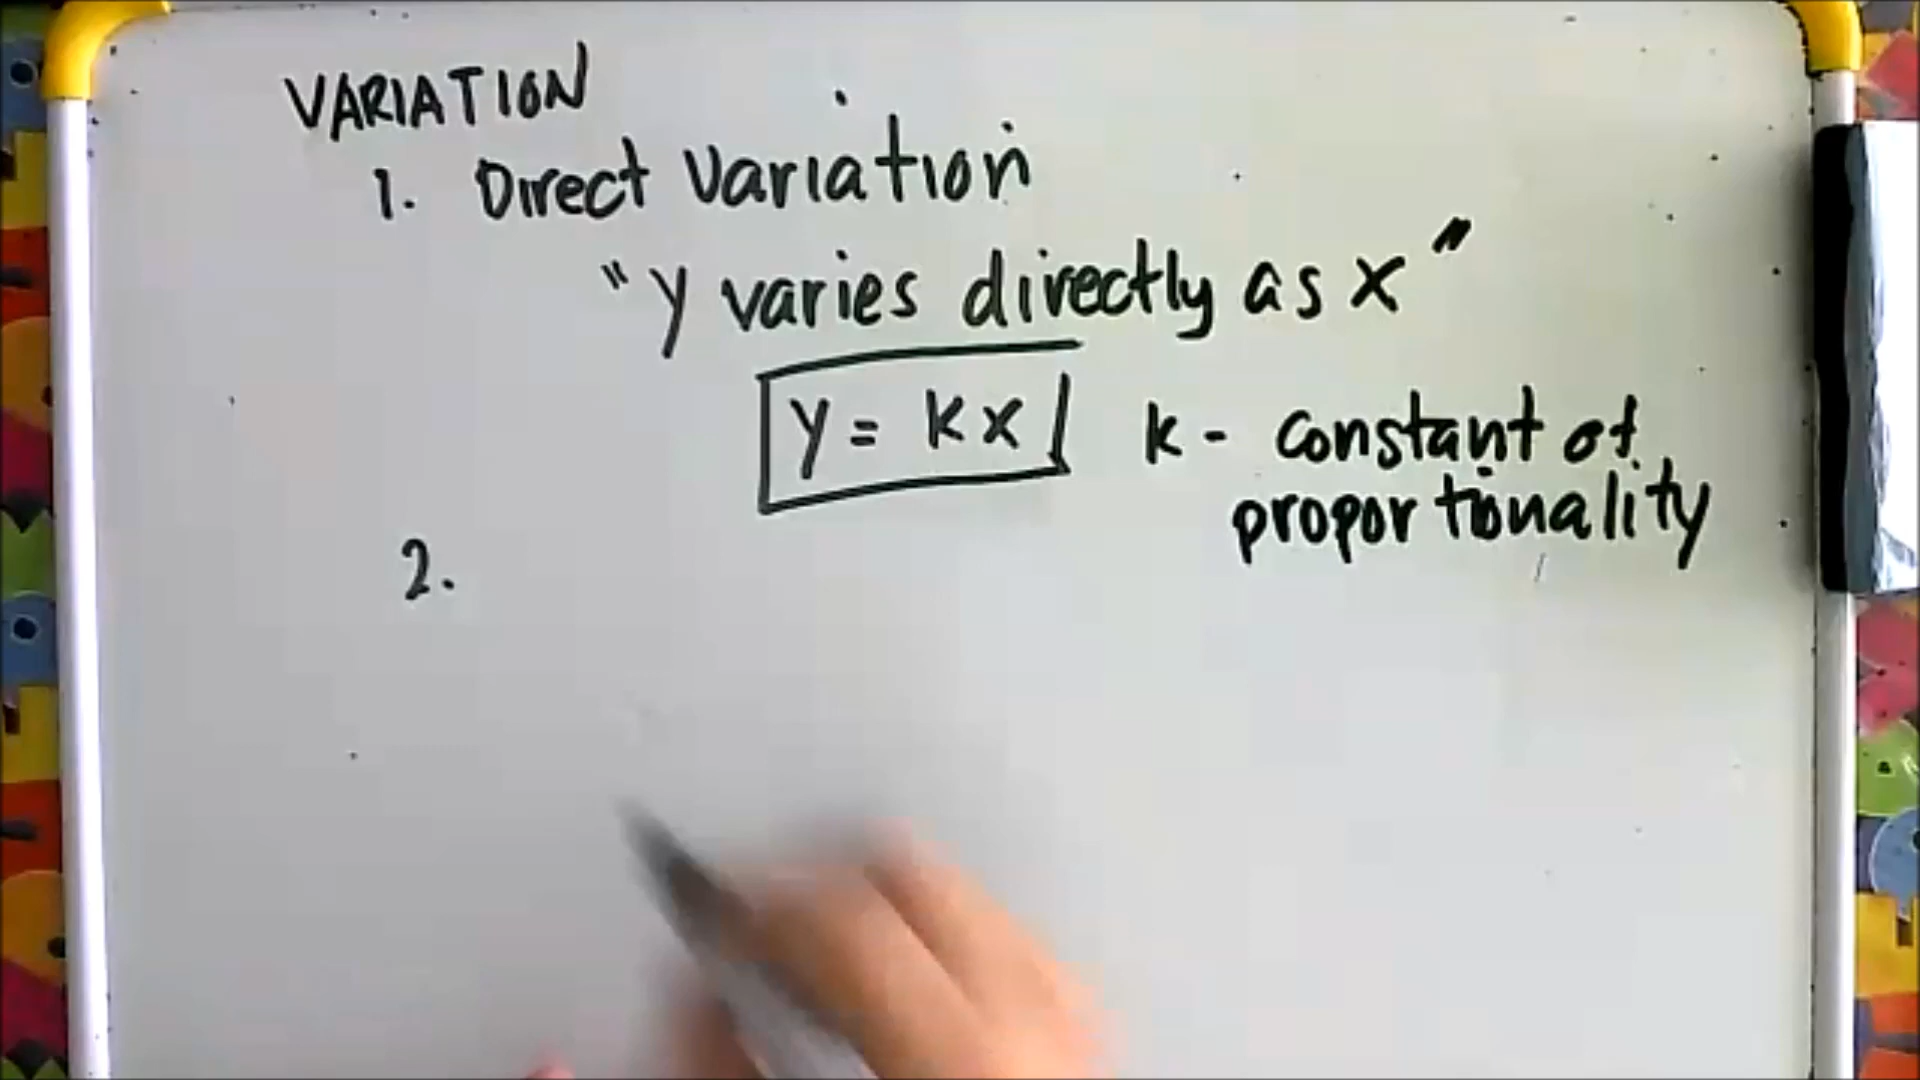 VARIATION
1. Direct Variation
"y varies directly as x"
y = kx
k - constant of
proportionality
2.